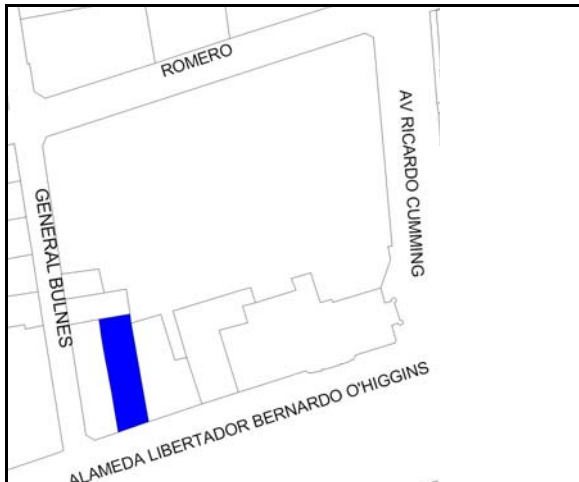 ROMERO
AV RICARDO CUMMING
GENERAL BULNES
ALAMEDA LIBERTADOR BERNARDO O'HIGGINS